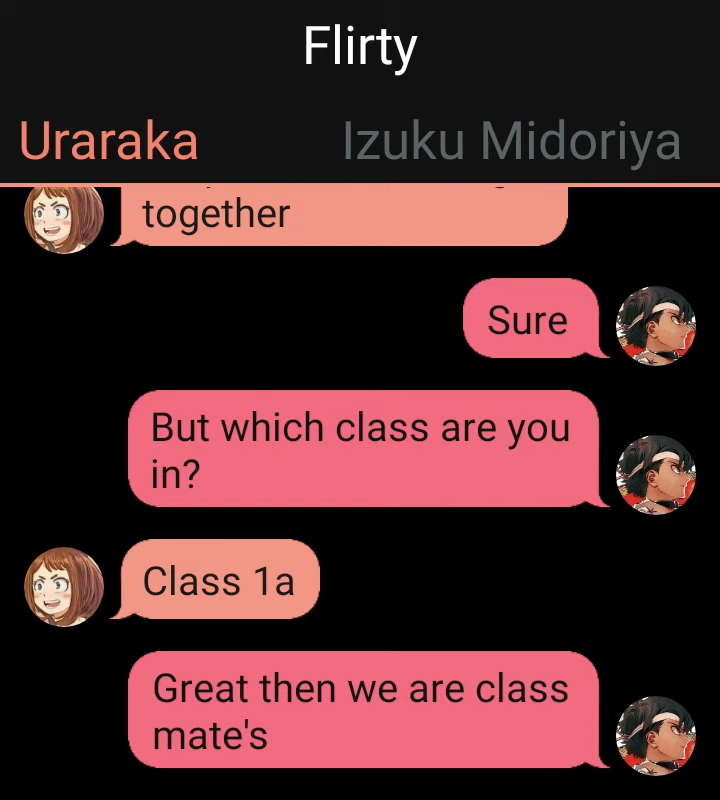 Flirty
Uraraka Izuku Midoriya
together
Sure
But which class are you
in?
Class 1a
Great then we are class
mate's